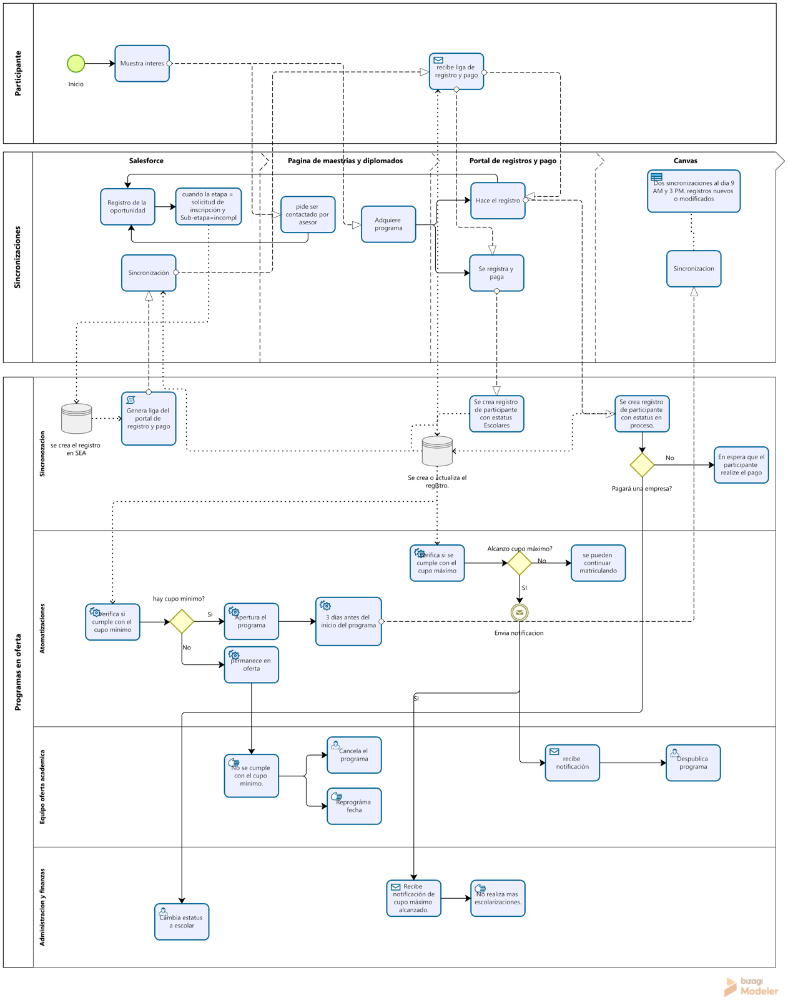 Participante
Inicio
Muestra interes
recibe liga de
registro y pago
Sincronizaciones
Salesforce
Pagina de maestrias y diplomados
Portal de registros y pago
Canvas
Registro de la
oportunidad
cuando la etapa =
solicitud de
inscripción y
Sub-etapa=incompl
pide ser
contactado por
asesor
Adquiere
programa
Hace el registro
Dos sincronizaciones al dia 9
AM y 3 PM. registros nuevos
o modificados
Sincronización
Se registra y
paga
Sincronizacion
Programas en oferta
Sincronozacion
se crea el registro
en SEA
Genera liga del
portal de
registro y pago
Se crea registro
de participante
con estatus
Escolares
Se crea o actualiza el
registro.
Se crea registro
de participante
con estatus en
proceso.
Pagará una empresa?
No
En espera que el
participante
realize el pago
Atomatizaciones
Verifica si se
cumple con el
cupo máximo
Alcanzo cupo máximo?
No
se pueden
continuar
matriculando
SI
Envia notificacion
Verifica si
cumple con el
cupo mínimo
hay cupo minimo?
Si
Apertura el
programa
3 días antes del
inicio del programa
No
permanece en
oferta
SI
Equipo oferta academica
No se cumple
con el cupo
mínimo.
Cancela el
programa
Reprográma
fecha
recibe
notificación
Despublica
programa
Administracion y finanzas
Cambia estatus
a escolar
Recibe
notificación de
cupo máximo
alcanzado.
No realiza mas
escolarizaciones.
bizagi
Modeler